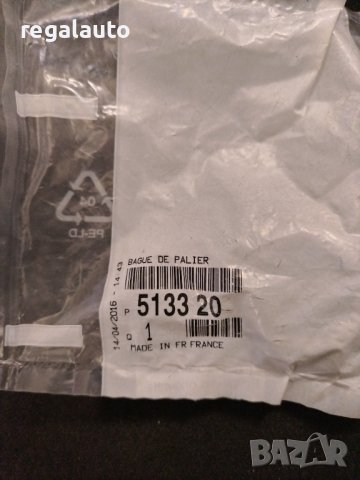 regalauto
04
PE-LD
BAGUE DE PALIER
14/04/2016 - 14:43
P 5133 20
Q 1
MADE IN FR FRANCE
BAZAR